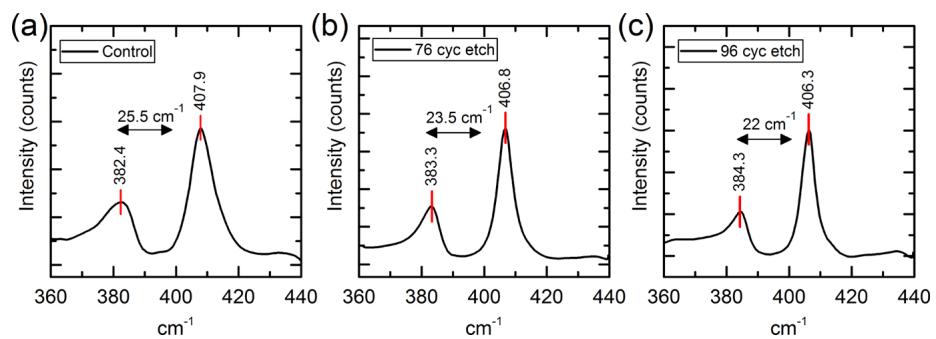 (a)
Control
407.9
25.5 cm⁻¹
382.4
Intensity (counts)
360 380 400 420 440
cm⁻¹
(b)
76 cyc etch
406.8
23.5 cm⁻¹
383.3
Intensity (counts)
360 380 400 420 440
cm⁻¹
(c)
96 cyc etch
406.3
22 cm⁻¹
384.3
Intensity (counts)
360 380 400 420 440
cm⁻¹